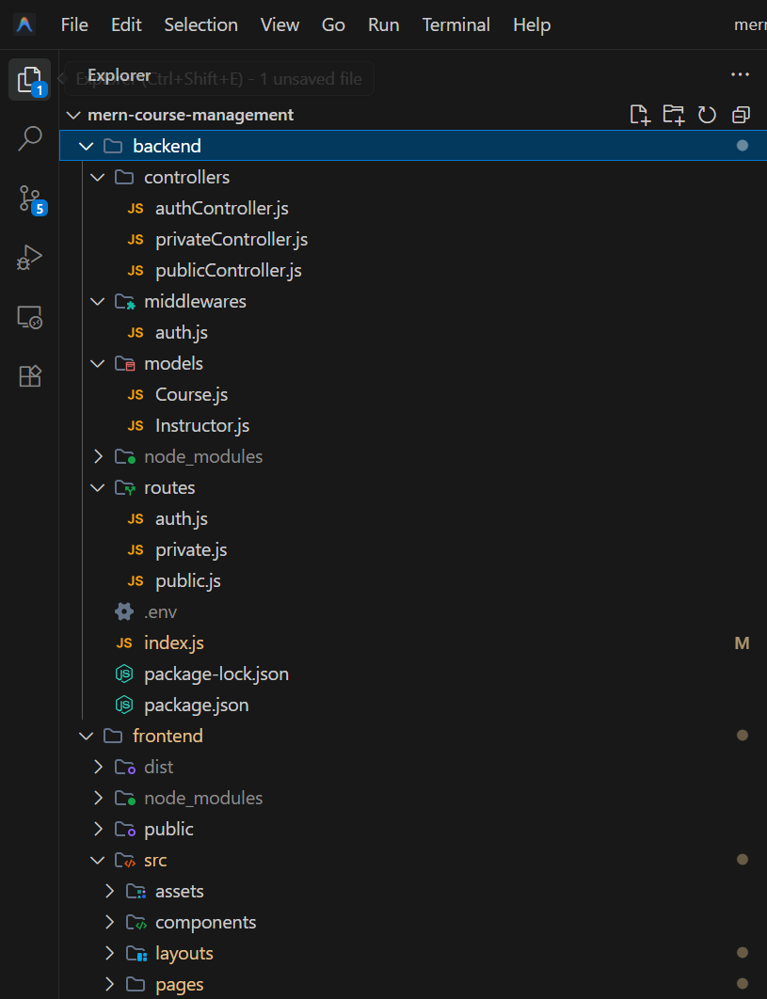 File Edit Selection View Go Run Terminal Help mern
Explorer
Explorer (Ctrl+Shift+E) - 1 unsaved file
1
mern-course-management
backend
controllers
JS authController.js
JS privateController.js
5
JS publicController.js
middlewares
JS auth.js
models
JS Course.js
JS Instructor.js
node_modules
routes
JS auth.js
JS private.js
JS public.js
.env
JS index.js M
JS package-lock.json
JS package.json
frontend
dist
node_modules
public
src
assets
components
layouts
pages